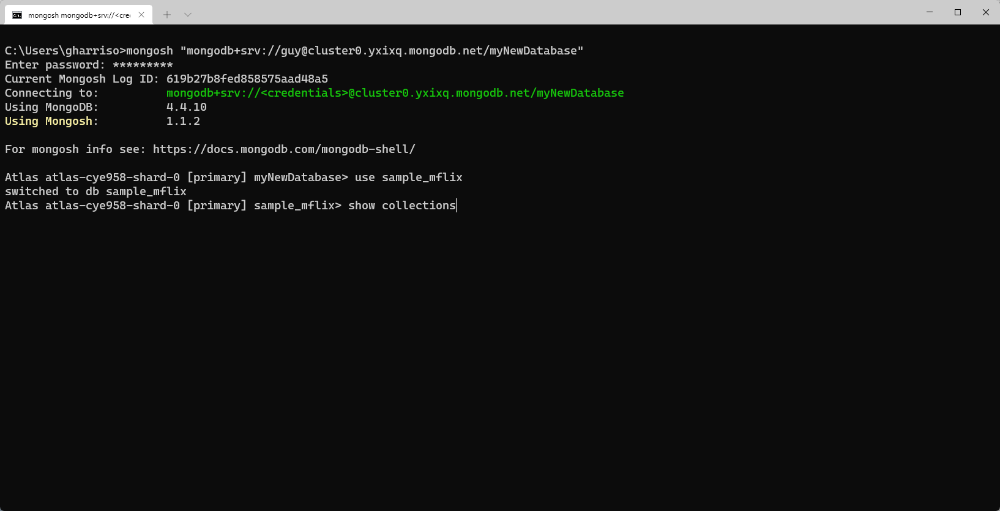 mongosh mongodb+srv://<cre
C:\Users\gharriso>mongosh "mongodb+srv://guy@cluster0.yxixq.mongodb.net/myNewDatabase"
Enter password: *********
Current Mongosh Log ID: 619b27b8fed858575aad48a5
Connecting to: mongodb+srv://<credentials>@cluster0.yxixq.mongodb.net/myNewDatabase
Using MongoDB: 4.4.10
Using Mongosh: 1.1.2
For mongosh info see: https://docs.mongodb.com/mongodb-shell/
Atlas atlas-cye958-shard-0 [primary] myNewDatabase> use sample_mflix
switched to db sample_mflix
Atlas atlas-cye958-shard-0 [primary] sample_mflix> show collections